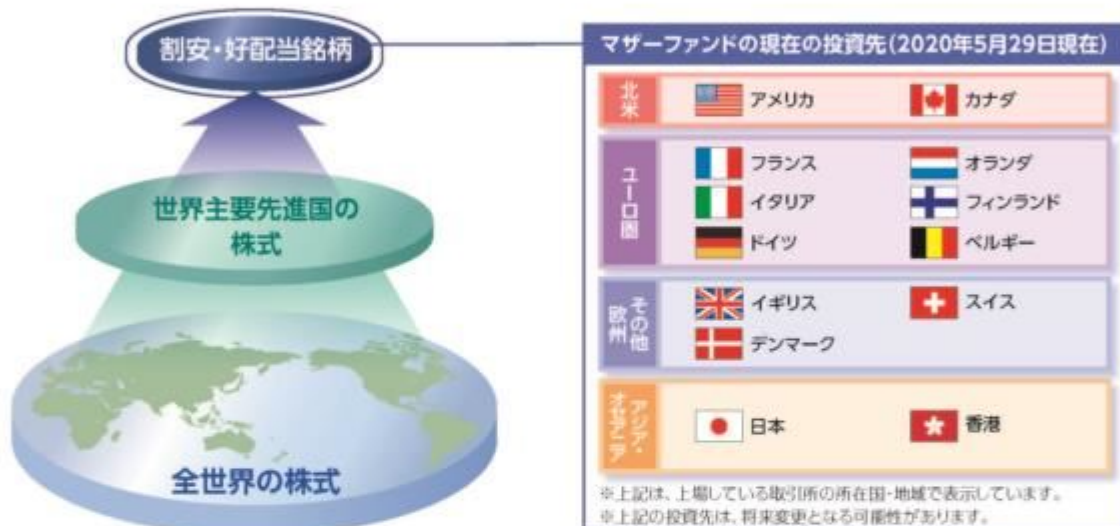 割安・好配当銘柄
世界主要先進国の
株式
全世界の株式
マザーファンドの現在の投資先(2020年5月29日現在)
北米
アメリカ
カナダ
ユーロ圏
フランス
オランダ
イタリア
フィンランド
ドイツ
ベルギー
その他
欧州
イギリス
スイス
デンマーク
アジア・
オセアニア
日本
香港
※上記は、上場している取引所の所在国・地域で表示しています。
※上記の投資先は、将来変更となる可能性があります。